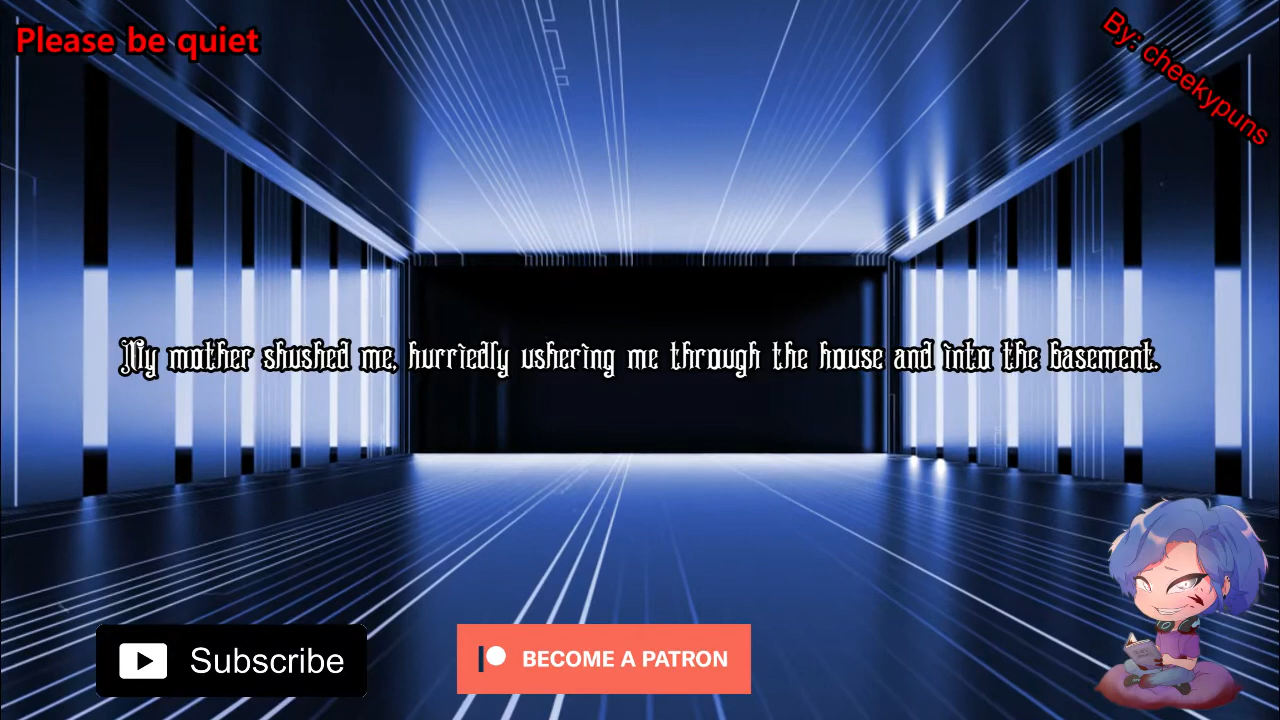 Please be quiet
By: cheekypuns
My mother shushed me, hurriedly ushering me through the house and into the basement.
Subscribe
BECOME A PATRON